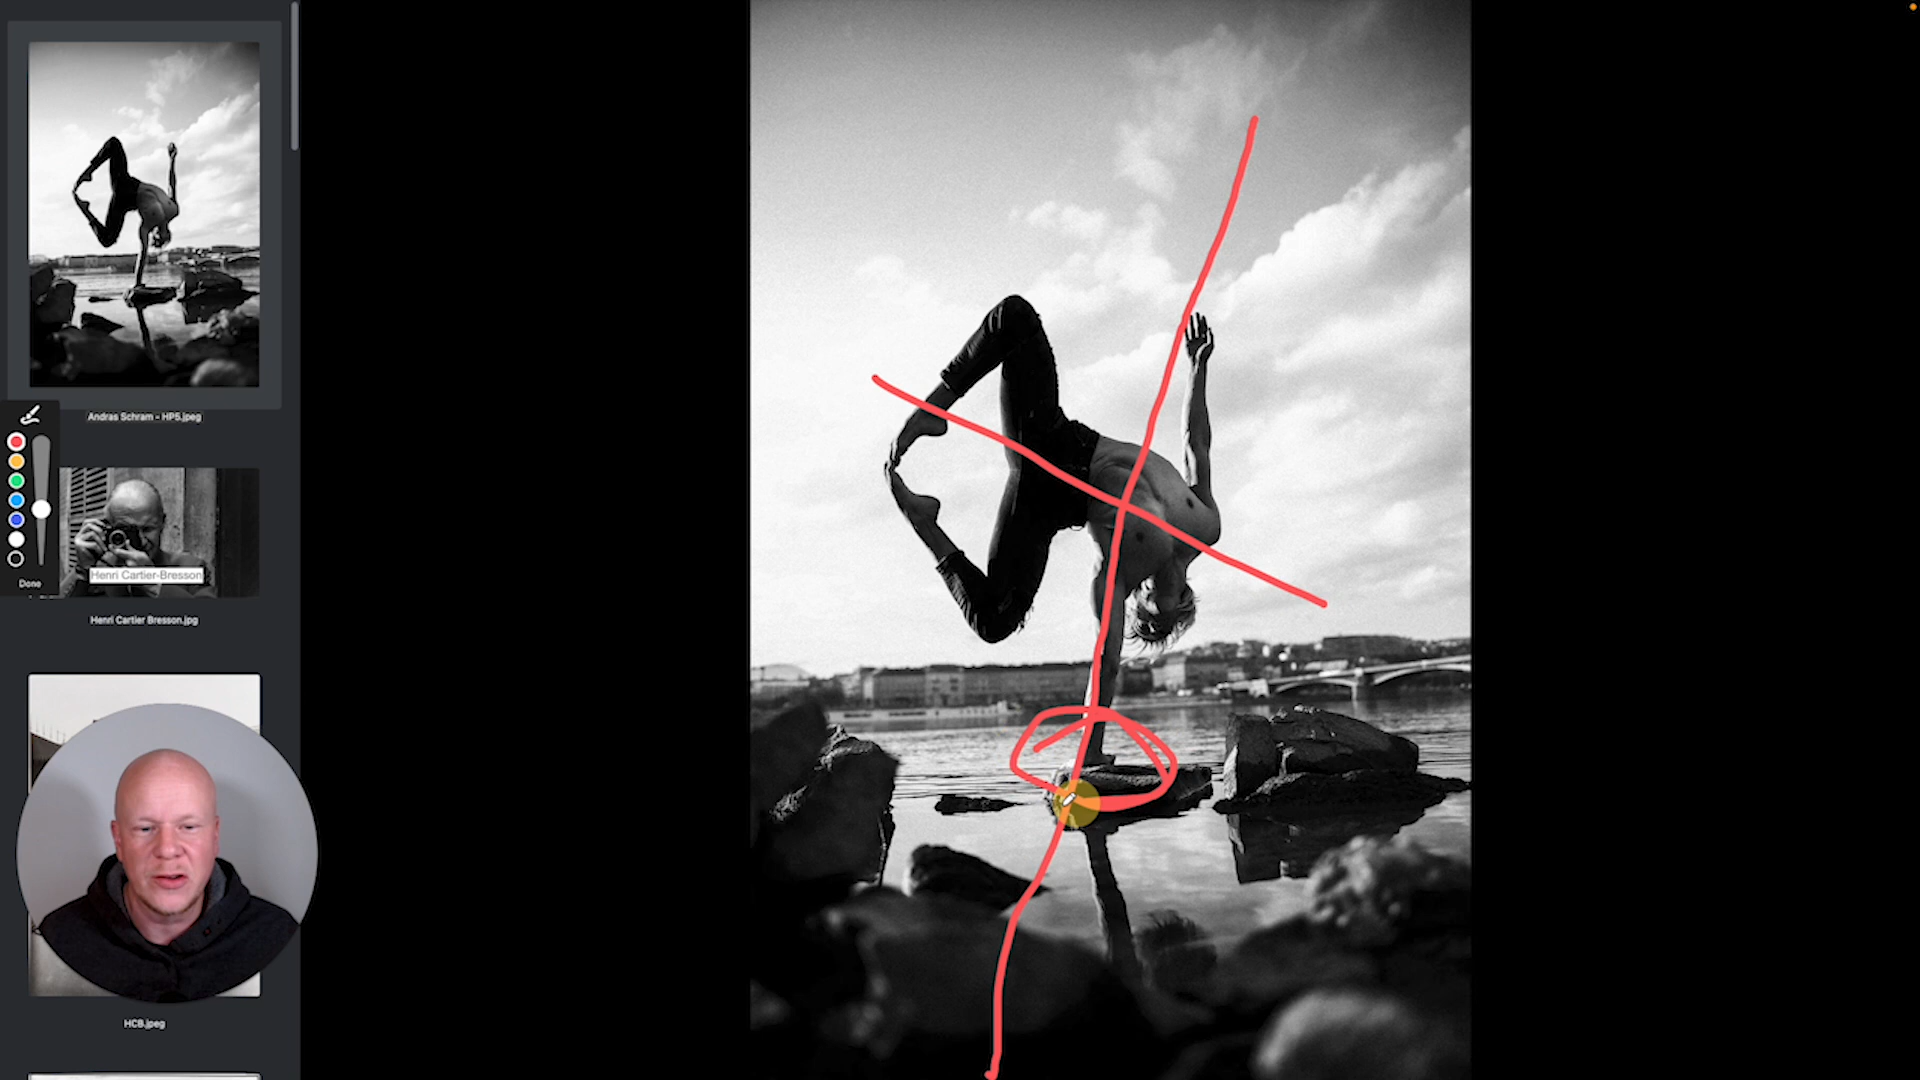 Andras Schram - HP5.jpeg
Done
Henri Cartier-Bresson
Henri Cartier Bresson.jpg
HCB.jpeg